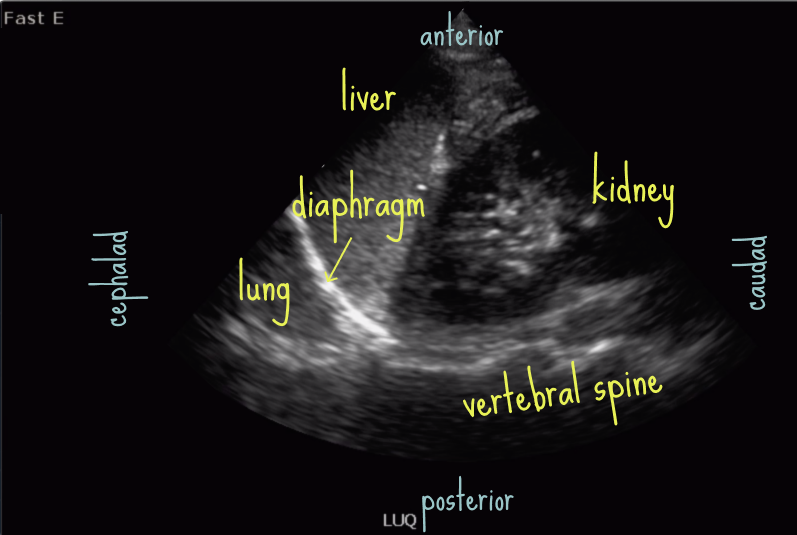 Fast E
anterior
liver
diaphragm
kidney
cephalad
lung
caudad
vertebral spine
LUQ
posterior